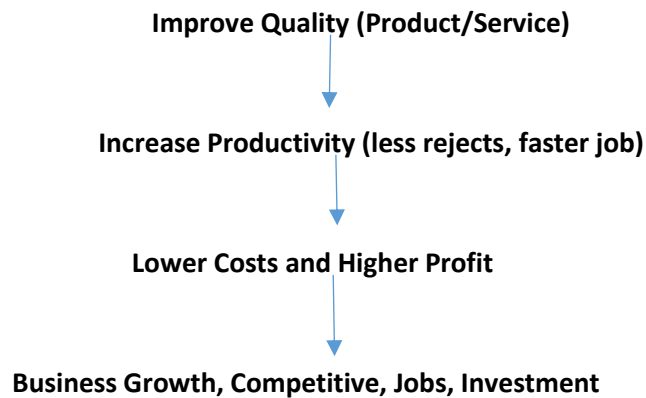 Improve Quality (Product/Service)
Increase Productivity (less rejects, faster job)
Lower Costs and Higher Profit
Business Growth, Competitive, Jobs, Investment